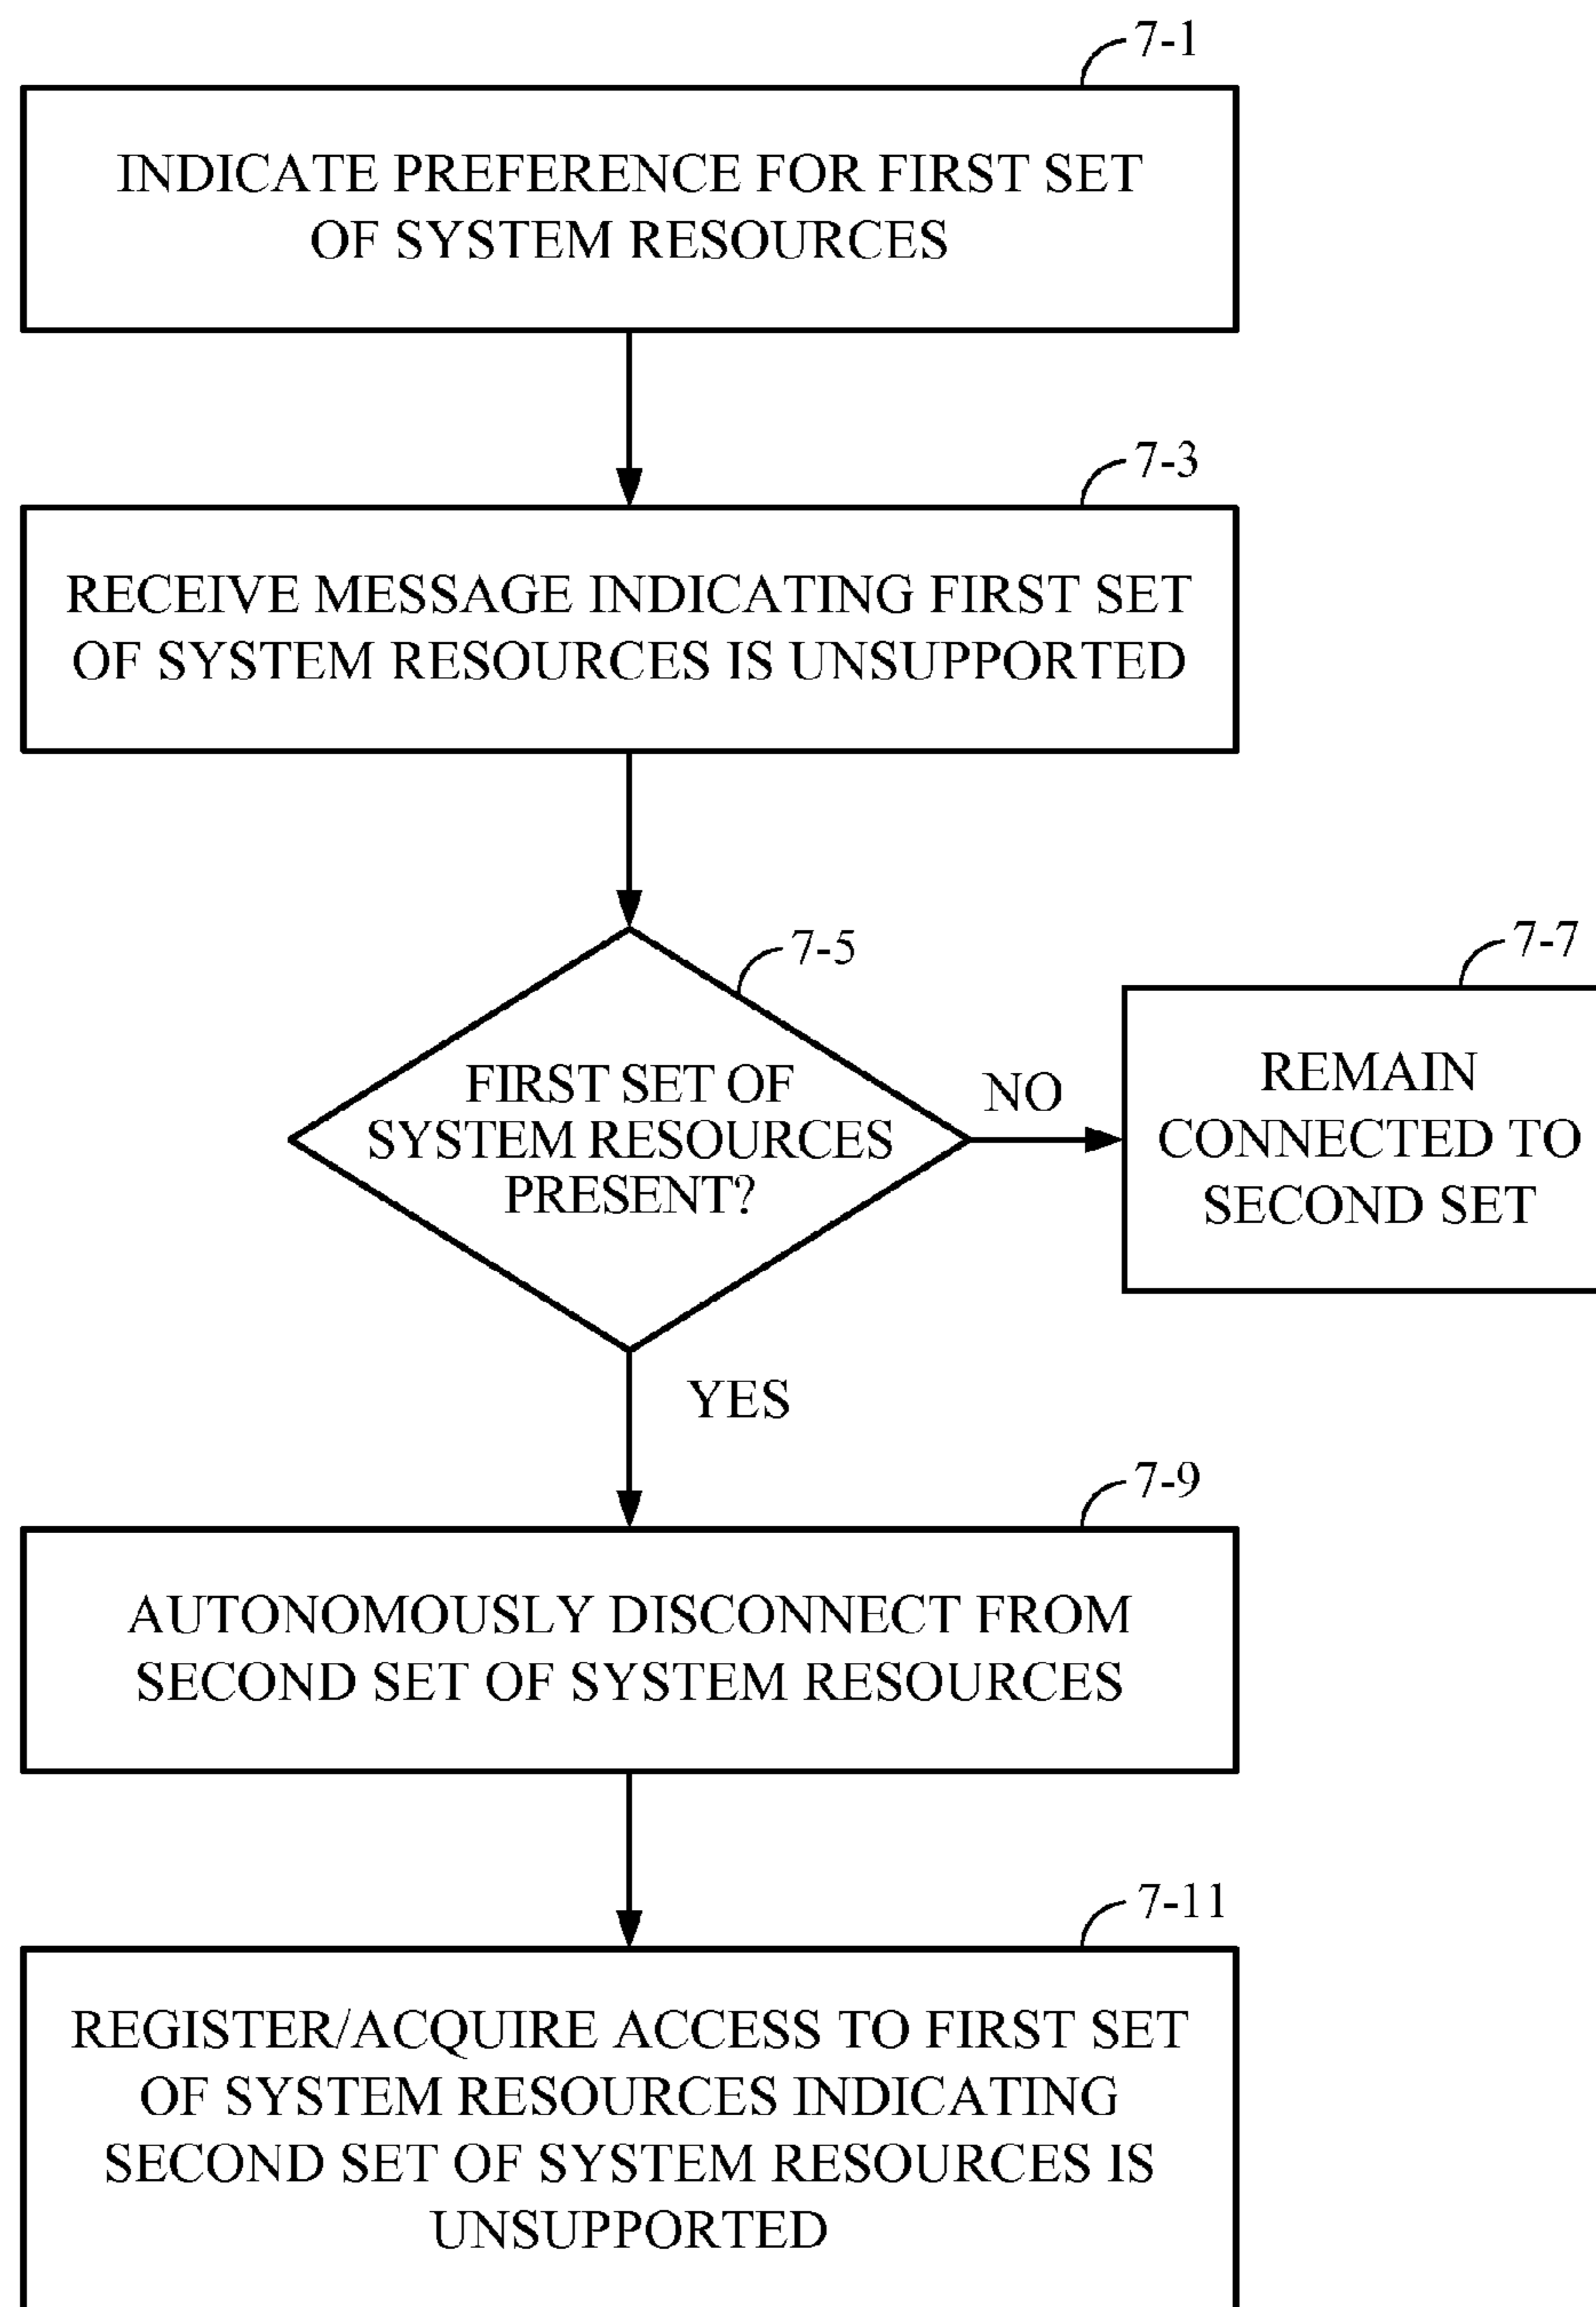 7-1
INDICATE PREFERENCE FOR FIRST SET
OF SYSTEM RESOURCES
7-3
RECEIVE MESSAGE INDICATING FIRST SET
OF SYSTEM RESOURCES IS UNSUPPORTED
7-5
FIRST SET OF
SYSTEM RESOURCES
PRESENT?
NO
7-7
REMAIN
CONNECTED TO
SECOND SET
YES
7-9
AUTONOMOUSLY DISCONNECT FROM
SECOND SET OF SYSTEM RESOURCES
7-11
REGISTER/ACQUIRE ACCESS TO FIRST SET
OF SYSTEM RESOURCES INDICATING
SECOND SET OF SYSTEM RESOURCES IS
UNSUPPORTED